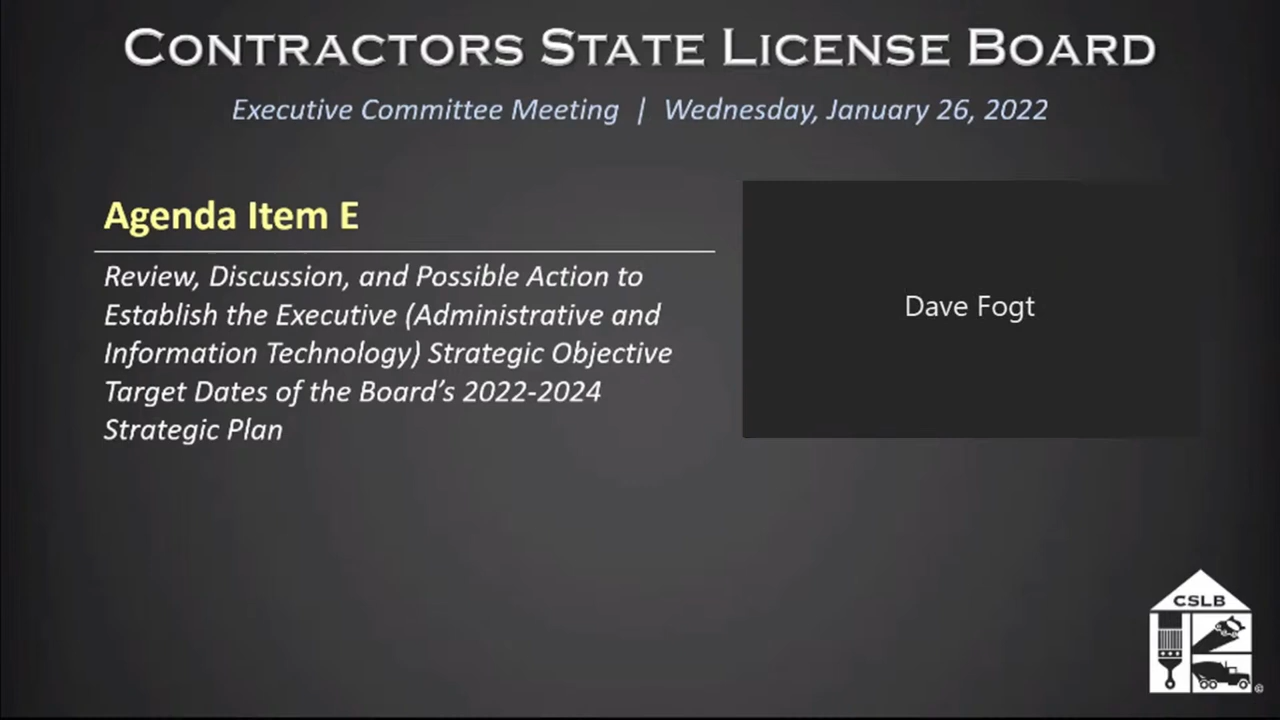 CONTRACTORS STATE LICENSE BOARD
Executive Committee Meeting | Wednesday, January 26, 2022
Agenda Item E
Review, Discussion, and Possible Action to
Establish the Executive (Administrative and
Information Technology) Strategic Objective
Target Dates of the Board’s 2022-2024
Strategic Plan
Dave Fogt
CSLB
©